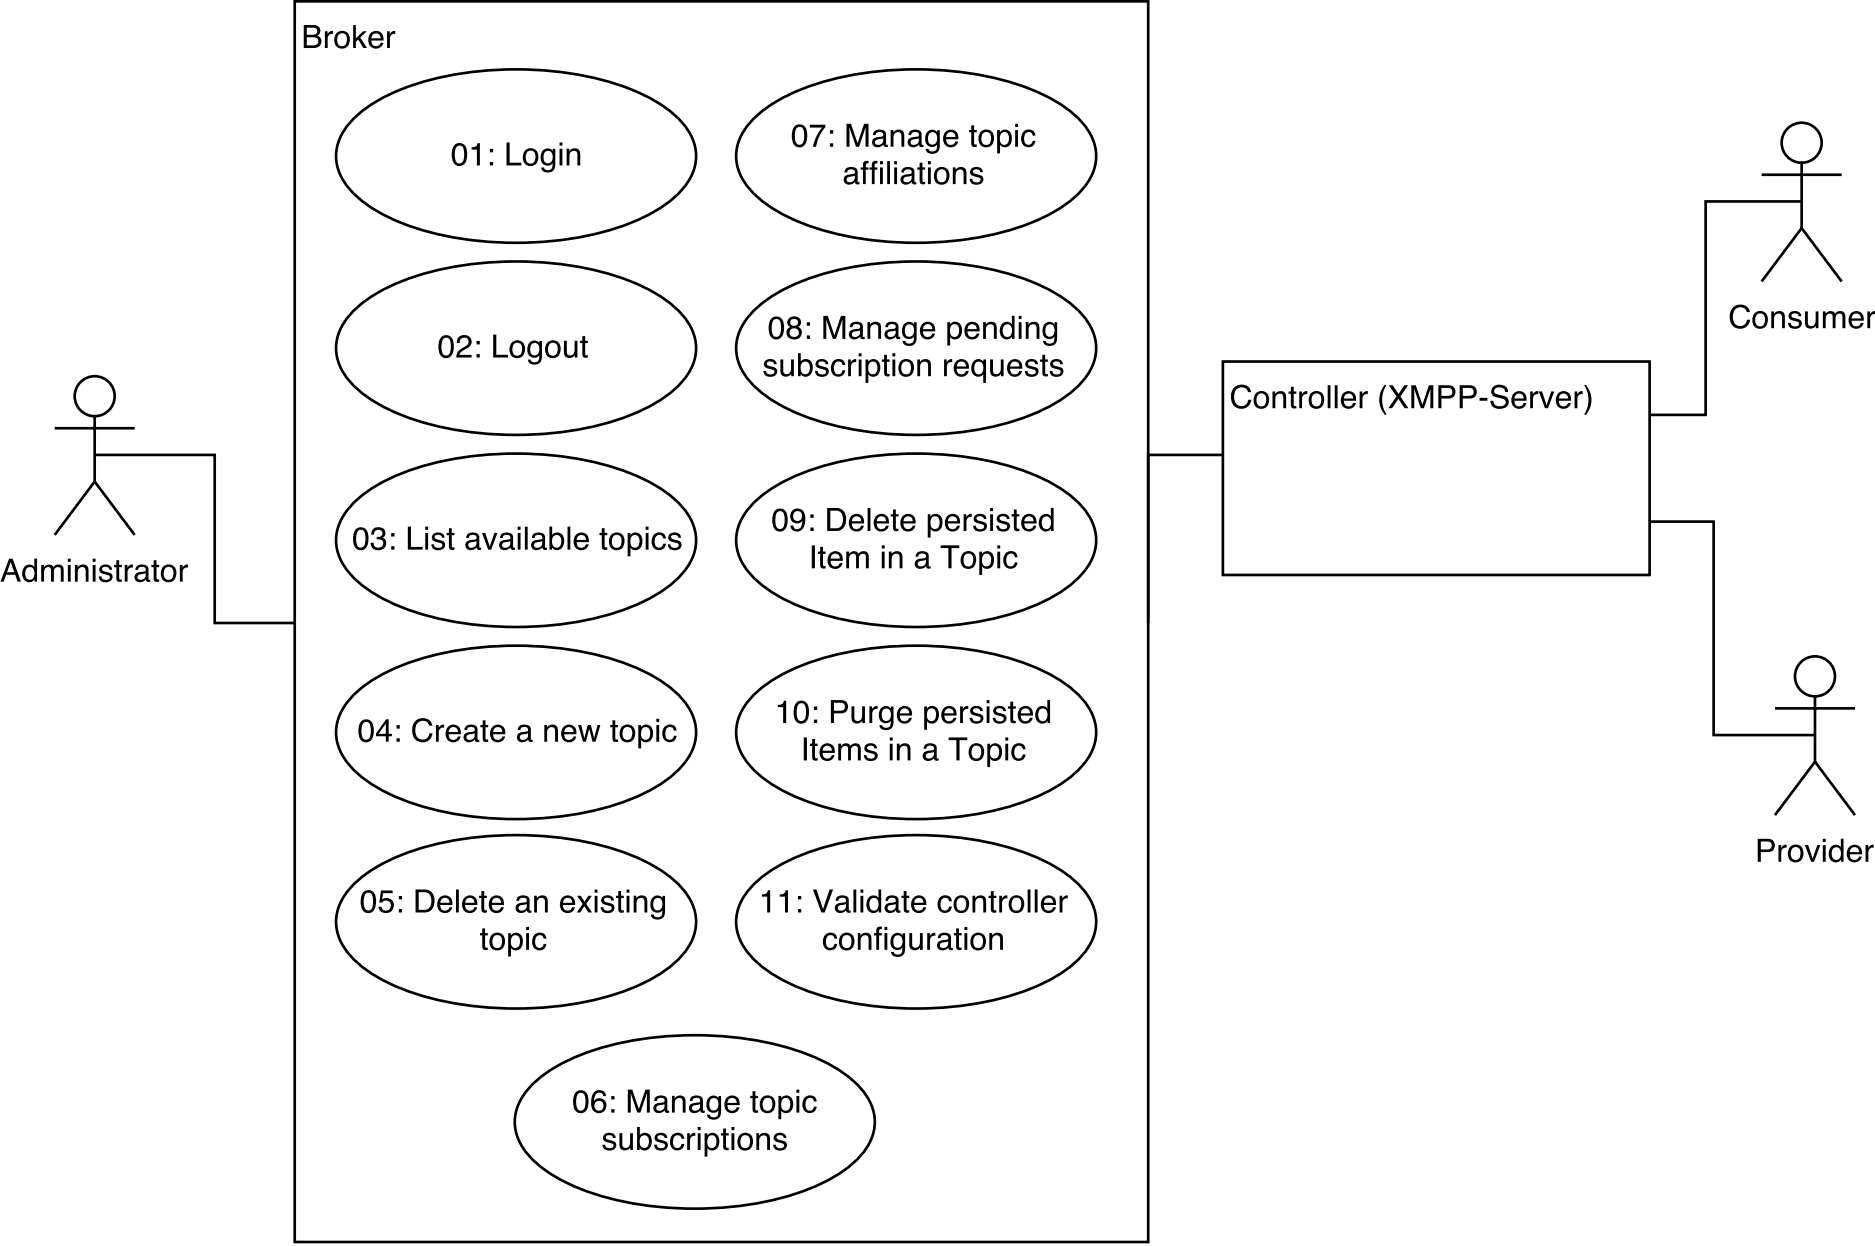 Broker
01: Login
07: Manage topic
affiliations
02: Logout
08: Manage pending
subscription requests
03: List available topics
09: Delete persisted
Item in a Topic
04: Create a new topic
10: Purge persisted
Items in a Topic
05: Delete an existing
topic
11: Validate controller
configuration
06: Manage topic
subscriptions
Administrator
Controller (XMPP-Server)
Consumer
Provider